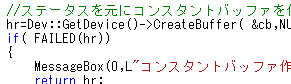 //ステータスを元にコンスタントバッファを作
hr=Dev::GetDevice()->CreateBuffer( &cb,NU
if( FAILED(hr))
{
MessageBox(0,L"コンスタントバッファ作
return hr;